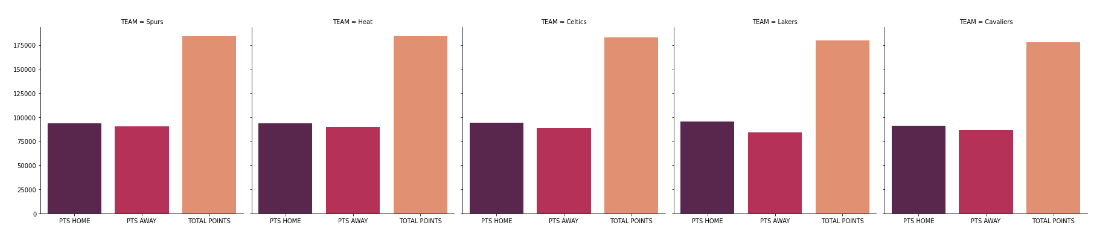 TEAM = Spurs
TEAM = Heat
TEAM = Celtics
TEAM = Lakers
TEAM = Cavaliers
175000
150000
125000
100000
75000
50000
25000
0
PTS HOME PTS AWAY TOTAL POINTS
PTS HOME PTS AWAY TOTAL POINTS
PTS HOME PTS AWAY TOTAL POINTS
PTS HOME PTS AWAY TOTAL POINTS
PTS HOME PTS AWAY TOTAL POINTS